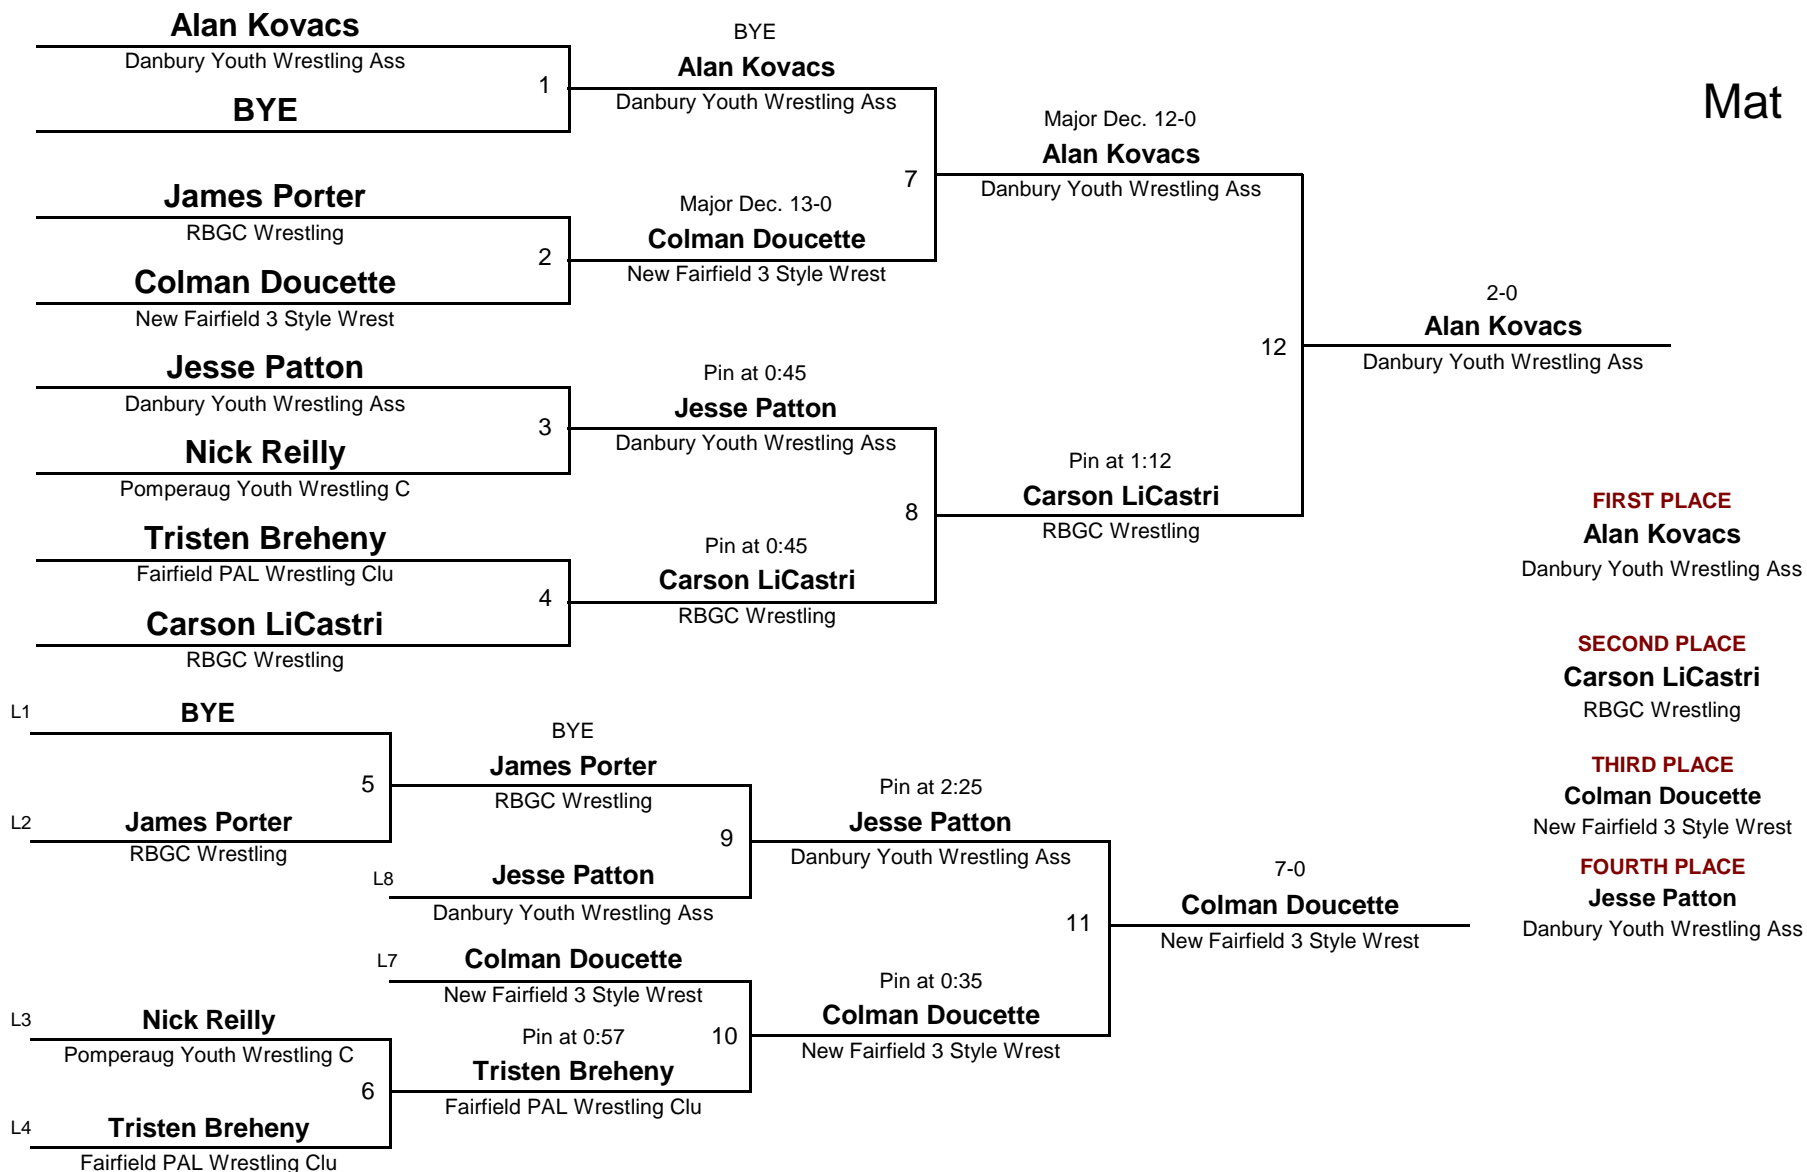 Alan Kovacs
Danbury Youth Wrestling Ass
1
BYE
BYE
Alan Kovacs
Danbury Youth Wrestling Ass
Mat
James Porter
RBGC Wrestling
2
Colman Doucette
New Fairfield 3 Style Wrest
Major Dec. 13-0
Colman Doucette
New Fairfield 3 Style Wrest
7
Major Dec. 12-0
Alan Kovacs
Danbury Youth Wrestling Ass
Jesse Patton
Danbury Youth Wrestling Ass
3
Nick Reilly
Pomperaug Youth Wrestling C
Pin at 0:45
Jesse Patton
Danbury Youth Wrestling Ass
Tristen Breheny
Fairfield PAL Wrestling Clu
4
Carson LiCastri
RBGC Wrestling
Pin at 0:45
Carson LiCastri
RBGC Wrestling
8
Pin at 1:12
Carson LiCastri
RBGC Wrestling
12
2-0
Alan Kovacs
Danbury Youth Wrestling Ass
FIRST PLACE
Alan Kovacs
Danbury Youth Wrestling Ass
SECOND PLACE
Carson LiCastri
RBGC Wrestling
THIRD PLACE
Colman Doucette
New Fairfield 3 Style Wrest
FOURTH PLACE
Jesse Patton
Danbury Youth Wrestling Ass
L1
BYE
5
L2
James Porter
RBGC Wrestling
BYE
James Porter
RBGC Wrestling
9
L8
Jesse Patton
Danbury Youth Wrestling Ass
Pin at 2:25
Jesse Patton
Danbury Youth Wrestling Ass
L7
Colman Doucette
New Fairfield 3 Style Wrest
10
L3
Nick Reilly
Pomperaug Youth Wrestling C
6
L4
Tristen Breheny
Fairfield PAL Wrestling Clu
Pin at 0:57
Tristen Breheny
Fairfield PAL Wrestling Clu
Pin at 0:35
Colman Doucette
New Fairfield 3 Style Wrest
11
7-0
Colman Doucette
New Fairfield 3 Style Wrest